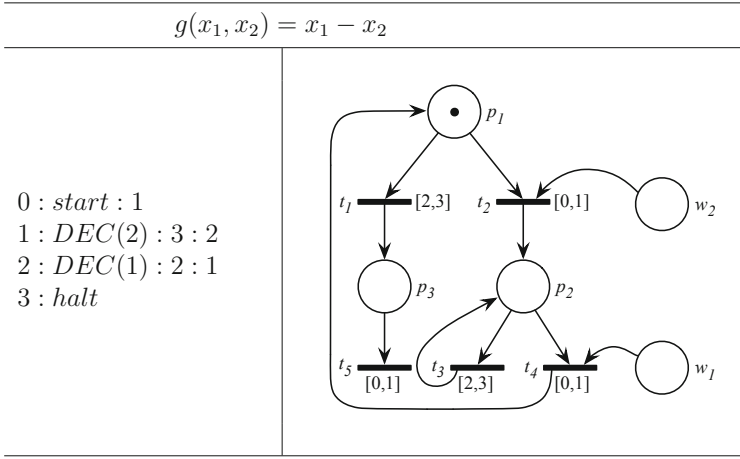 g(x₁, x₂) = x₁ − x₂
0 : start : 1
1 : DEC(2) : 3 : 2
2 : DEC(1) : 2 : 1
3 : halt
p₁
t₁ [2,3] t₂ [0,1] w₂
p₃ p₂
t₅ [0,1] t₃ [2,3] t₄ [0,1] w₁